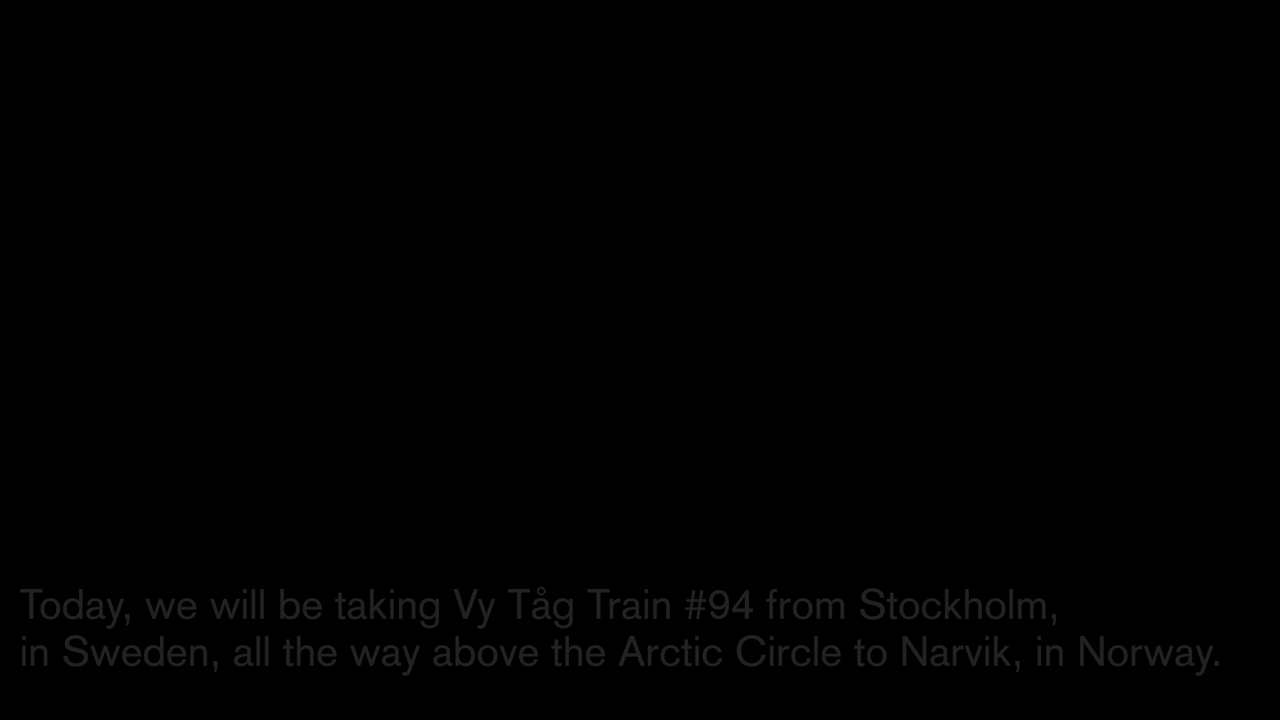 Today, we will be taking Vy Tåg Train #94 from Stockholm,
in Sweden, all the way above the Arctic Circle to Narvik, in Norway.